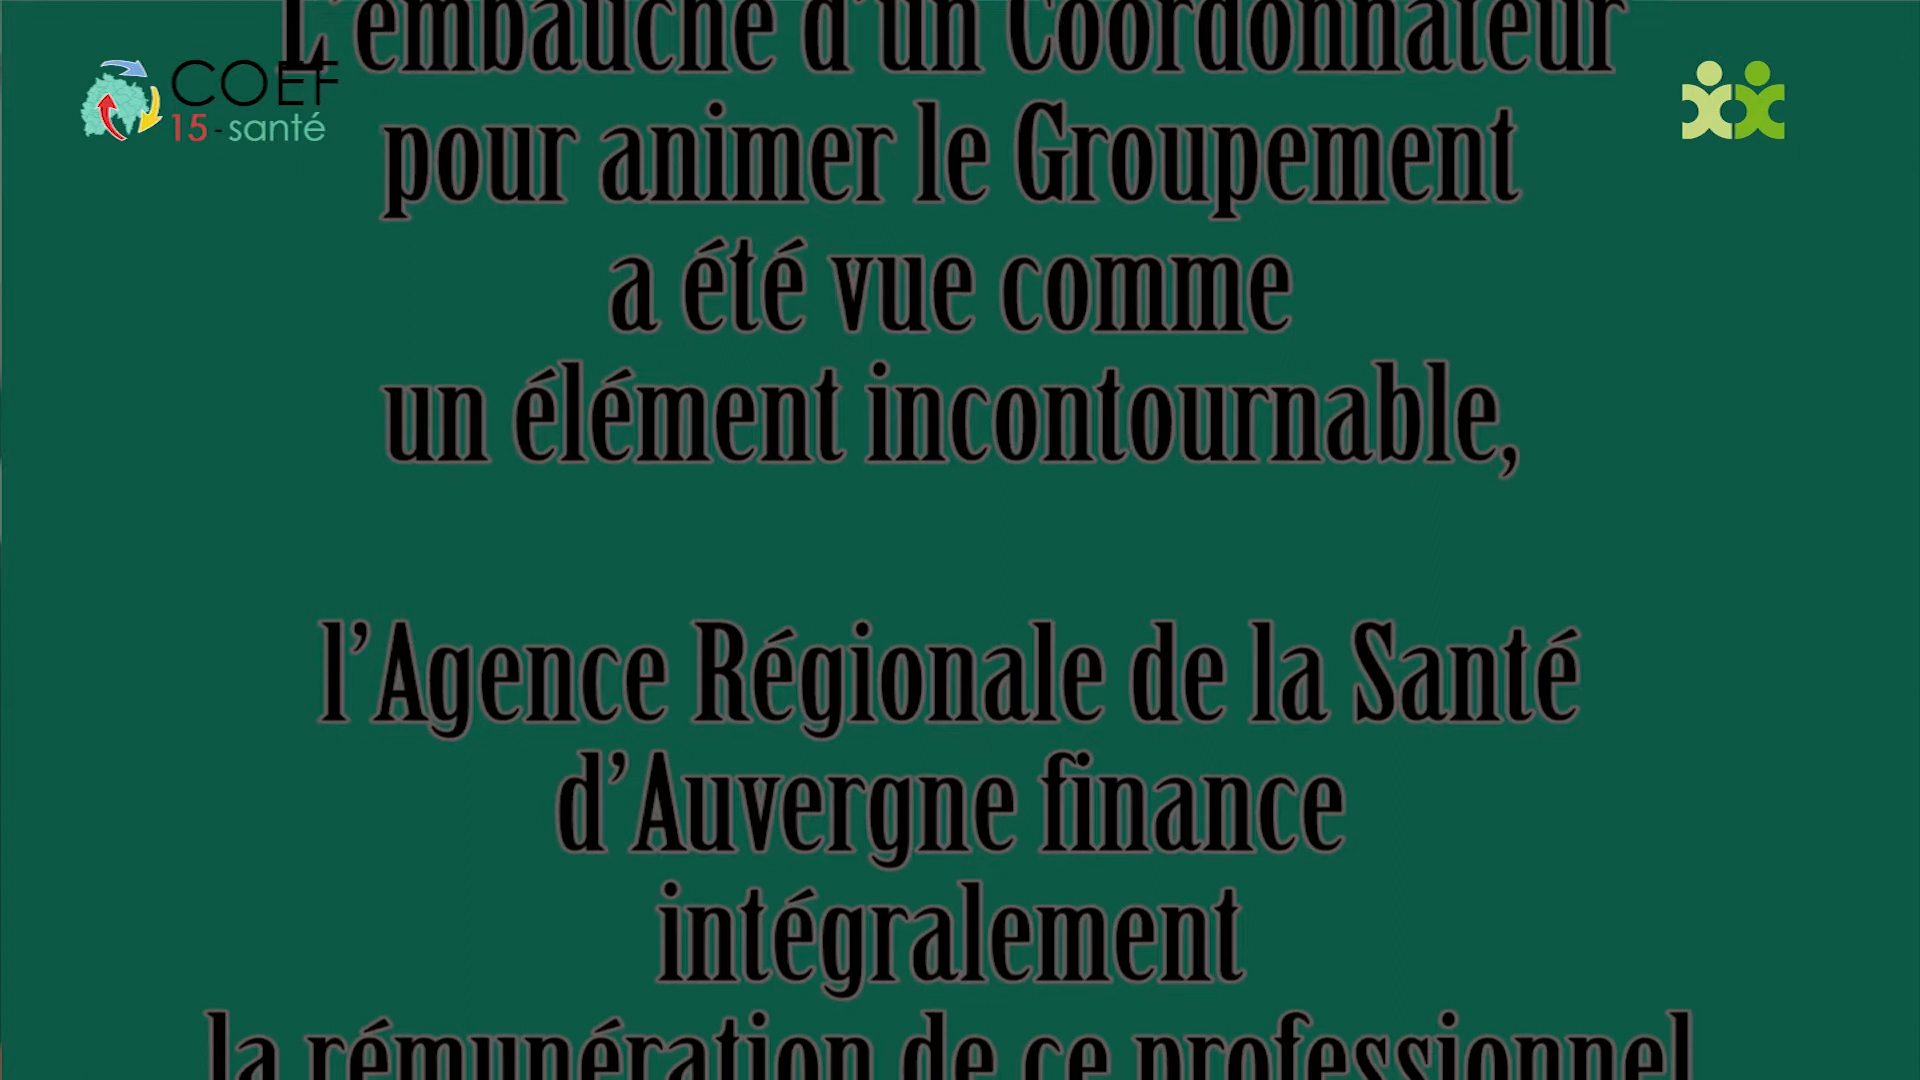 L'embauche d'un Coordonnateur
COEF
15-santé
pour animer le Groupement
a été vue comme
un élément incontournable,
l’Agence Régionale de la Santé
d’Auvergne finance
intégralement
la rémunération de ce professionnel